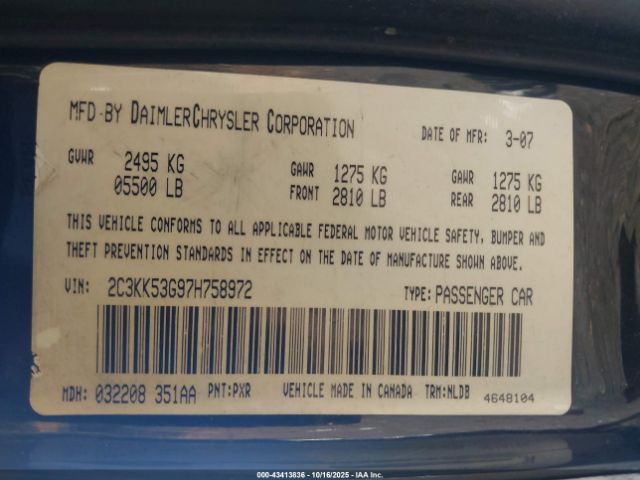 MFD BY DAIMLERCHRYSLER CORPORATION DATE OF MFR: 3-07
GVWR 2495 KG GAWR 1275 KG GAWR 1275 KG
05500 LB FRONT 2810 LB REAR 2810 LB
THIS VEHICLE CONFORMS TO ALL APPLICABLE FEDERAL MOTOR VEHICLE SAFETY, BUMPER AND
THEFT PREVENTION STANDARDS IN EFFECT ON THE DATE OF MANUFACTURE SHOWN ABOVE.
VIN: 2C3KK53G97H758972 TYPE: PASSENGER CAR
MDH: 032208 351AA PNT:PXR VEHICLE MADE IN CANADA TRM:NLDB 4648104
000-43413836 - 10/16/2025 - IAAI Inc.